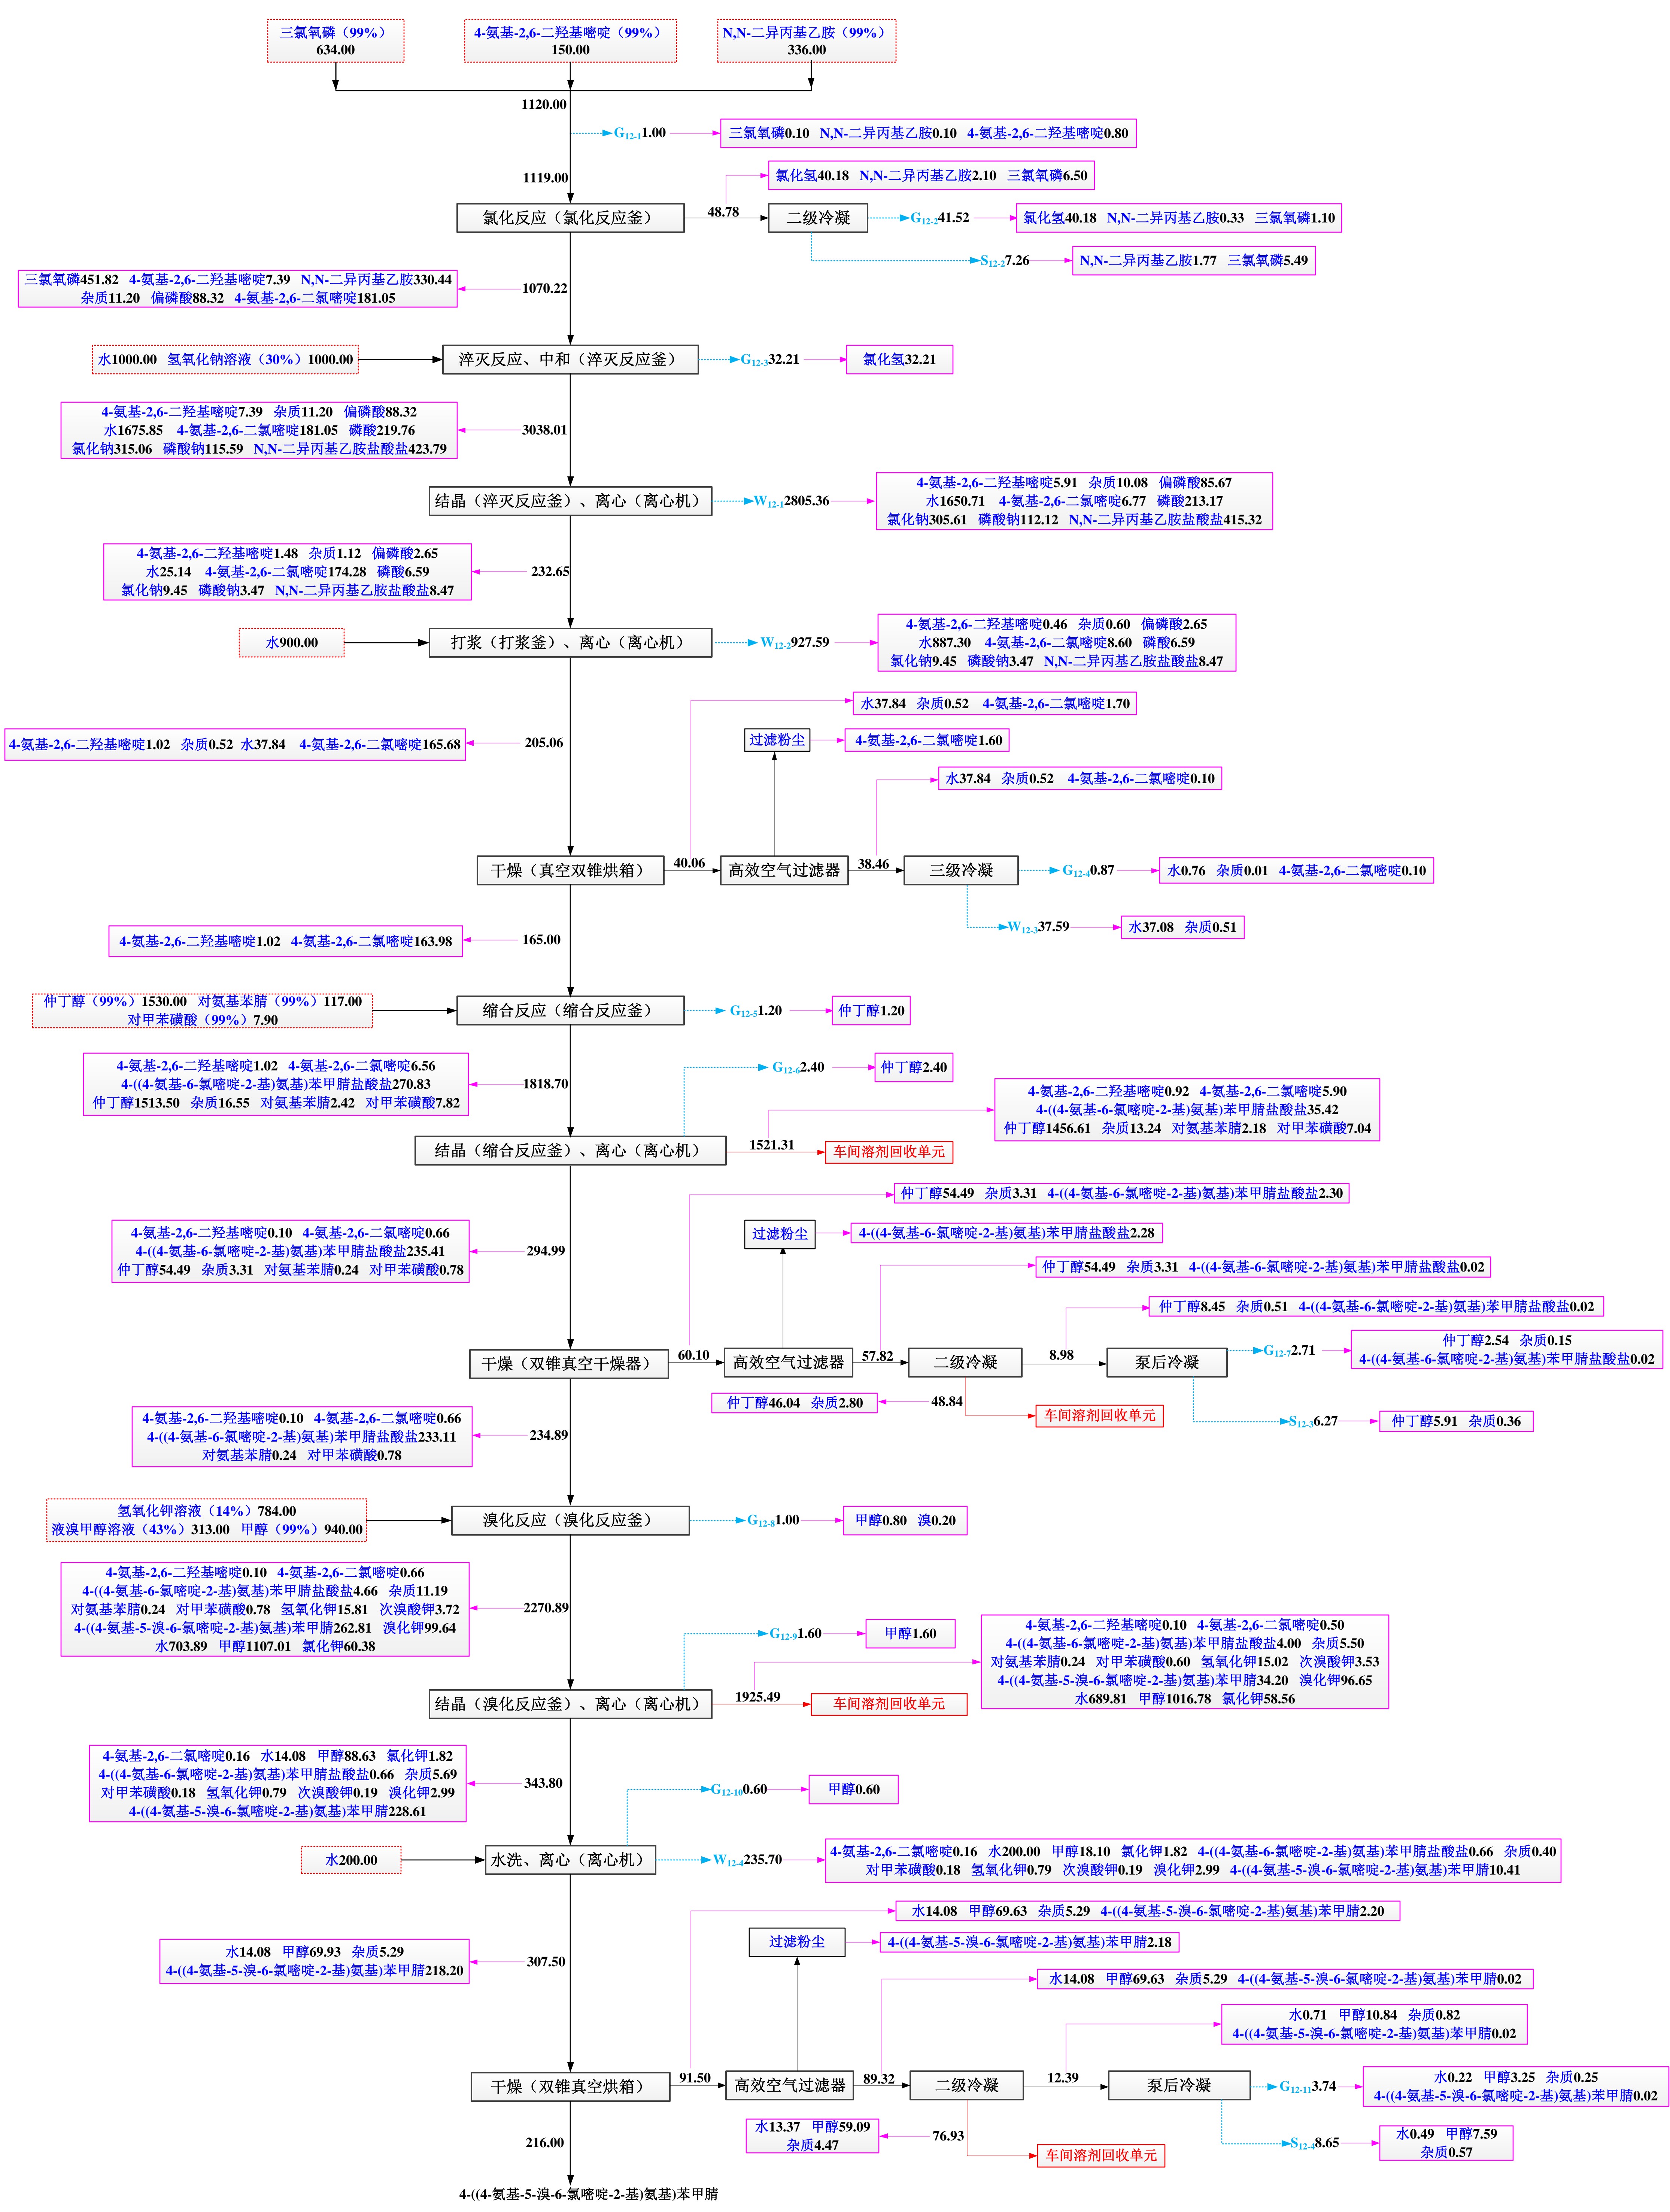 三氯氧磷（99%）
634.00
4-氨基-2,6-二羟基嘧啶（99%）
150.00
N,N-二异丙基乙胺（99%）
336.00
1120.00
G12-1 1.00
三氯氧磷0.10 N,N-二异丙基乙胺0.10 4-氨基-2,6-二羟基嘧啶0.80
1119.00
氯化氢40.18 N,N-二异丙基乙胺2.10 三氯氧磷6.50
氯化反应（氯化反应釜）
48.78
二级冷凝
G12-2 41.52
氯化氢40.18 N,N-二异丙基乙胺0.33 三氯氧磷1.10
S12-2 7.26
N,N-二异丙基乙胺1.77 三氯氧磷5.49
三氯氧磷451.82 4-氨基-2,6-二羟基嘧啶7.39 N,N-二异丙基乙胺330.44
杂质11.20 偏磷酸88.32 4-氨基-2,6-二氯嘧啶181.05
1070.22
水1000.00 氢氧化钠溶液（30%）1000.00
淬灭反应、中和（淬灭反应釜）
G12-3 32.21
氯化氢32.21
4-氨基-2,6-二羟基嘧啶7.39 杂质11.20 偏磷酸88.32
水1675.85 4-氨基-2,6-二氯嘧啶181.05 磷酸219.76
氯化钠315.06 磷酸钠115.59 N,N-二异丙基乙胺盐酸盐423.79
3038.01
结晶（淬灭反应釜）、离心（离心机）
W12-1 2805.36
4-氨基-2,6-二羟基嘧啶5.91 杂质10.08 偏磷酸85.67
水1650.71 4-氨基-2,6-二氯嘧啶6.77 磷酸213.17
氯化钠305.61 磷酸钠112.12 N,N-二异丙基乙胺盐酸盐415.32
4-氨基-2,6-二羟基嘧啶1.48 杂质1.12 偏磷酸2.65
水25.14 4-氨基-2,6-二氯嘧啶174.28 磷酸6.59
氯化钠9.45 磷酸钠3.47 N,N-二异丙基乙胺盐酸盐8.47
232.65
水900.00
打浆（打浆釜）、离心（离心机）
W12-2 927.59
4-氨基-2,6-二羟基嘧啶0.46 杂质0.60 偏磷酸2.65
水887.30 4-氨基-2,6-二氯嘧啶8.60 磷酸6.59
氯化钠9.45 磷酸钠3.47 N,N-二异丙基乙胺盐酸盐8.47
水37.84 杂质0.52 4-氨基-2,6-二氯嘧啶1.70
4-氨基-2,6-二羟基嘧啶1.02 杂质0.52 水37.84 4-氨基-2,6-二氯嘧啶165.68
205.06
过滤粉尘
4-氨基-2,6-二氯嘧啶1.60
水37.84 杂质0.52 4-氨基-2,6-二氯嘧啶0.10
干燥（真空双锥烘箱）
40.06
高效空气过滤器
38.46
三级冷凝
G12-4 0.87
水0.76 杂质0.01 4-氨基-2,6-二氯嘧啶0.10
W12-3 37.59
水37.08 杂质0.51
4-氨基-2,6-二羟基嘧啶1.02 4-氨基-2,6-二氯嘧啶163.98
165.00
仲丁醇（99%）1530.00 对氨基苯腈（99%）117.00
对甲苯磺酸（99%）7.90
缩合反应（缩合反应釜）
G12-5 1.20
仲丁醇1.20
4-氨基-2,6-二羟基嘧啶1.02 4-氨基-2,6-二氯嘧啶6.56
4-((4-氨基-6-氯嘧啶-2-基)氨基)苯甲腈盐酸盐270.83
仲丁醇1513.50 杂质16.55 对氨基苯腈2.42 对甲苯磺酸7.82
1818.70
G12-6 2.40
仲丁醇2.40
4-氨基-2,6-二羟基嘧啶0.92 4-氨基-2,6-二氯嘧啶5.90
4-((4-氨基-6-氯嘧啶-2-基)氨基)苯甲腈盐酸盐35.42
仲丁醇1456.61 杂质13.24 对氨基苯腈2.18 对甲苯磺酸7.04
结晶（缩合反应釜）、离心（离心机）
1521.31
车间溶剂回收单元
仲丁醇54.49 杂质3.31 4-((4-氨基-6-氯嘧啶-2-基)氨基)苯甲腈盐酸盐2.30
4-氨基-2,6-二羟基嘧啶0.10 4-氨基-2,6-二氯嘧啶0.66
4-((4-氨基-6-氯嘧啶-2-基)氨基)苯甲腈盐酸盐235.41
仲丁醇54.49 杂质3.31 对氨基苯腈0.24 对甲苯磺酸0.78
294.99
过滤粉尘
4-((4-氨基-6-氯嘧啶-2-基)氨基)苯甲腈盐酸盐2.28
仲丁醇54.49 杂质3.31 4-((4-氨基-6-氯嘧啶-2-基)氨基)苯甲腈盐酸盐0.02
仲丁醇8.45 杂质0.51 4-((4-氨基-6-氯嘧啶-2-基)氨基)苯甲腈盐酸盐0.02
干燥（双锥真空干燥器）
60.10
高效空气过滤器
57.82
二级冷凝
8.98
泵后冷凝
G12-7 2.71
仲丁醇2.54 杂质0.15
4-((4-氨基-6-氯嘧啶-2-基)氨基)苯甲腈盐酸盐0.02
仲丁醇46.04 杂质2.80
48.84
车间溶剂回收单元
S12-3 6.27
仲丁醇5.91 杂质0.36
4-氨基-2,6-二羟基嘧啶0.10 4-氨基-2,6-二氯嘧啶0.66
4-((4-氨基-6-氯嘧啶-2-基)氨基)苯甲腈盐酸盐233.11
对氨基苯腈0.24 对甲苯磺酸0.78
234.89
氢氧化钾溶液（14%）784.00
液溴甲醇溶液（43%）313.00 甲醇（99%）940.00
溴化反应（溴化反应釜）
G12-8 1.00
甲醇0.80 溴0.20
4-氨基-2,6-二羟基嘧啶0.10 4-氨基-2,6-二氯嘧啶0.66
4-((4-氨基-6-氯嘧啶-2-基)氨基)苯甲腈盐酸盐4.66 杂质11.19
对氨基苯腈0.24 对甲苯磺酸0.78 氢氧化钾15.81 次溴酸钾3.72
4-((4-氨基-5-溴-6-氯嘧啶-2-基)氨基)苯甲腈262.81 溴化钾99.64
水703.89 甲醇1107.01 氯化钾60.38
2270.89
G12-9 1.60
甲醇1.60
4-氨基-2,6-二羟基嘧啶0.10 4-氨基-2,6-二氯嘧啶0.50
4-((4-氨基-6-氯嘧啶-2-基)氨基)苯甲腈盐酸盐4.00 杂质5.50
对氨基苯腈0.24 对甲苯磺酸0.60 氢氧化钾15.02 次溴酸钾3.53
4-((4-氨基-5-溴-6-氯嘧啶-2-基)氨基)苯甲腈34.20 溴化钾96.65
水689.81 甲醇1016.78 氯化钾58.56
结晶（溴化反应釜）、离心（离心机）
1925.49
车间溶剂回收单元
4-氨基-2,6-二氯嘧啶0.16 水14.08 甲醇88.63 氯化钾1.82
4-((4-氨基-6-氯嘧啶-2-基)氨基)苯甲腈盐酸盐0.66 杂质5.69
对甲苯磺酸0.18 氢氧化钾0.79 次溴酸钾0.19 溴化钾2.99
4-((4-氨基-5-溴-6-氯嘧啶-2-基)氨基)苯甲腈228.61
343.80
G12-10 0.60
甲醇0.60
水200.00
水洗、离心（离心机）
W12-4 235.70
4-氨基-2,6-二氯嘧啶0.16 水200.00 甲醇18.10 氯化钾1.82 4-((4-氨基-6-氯嘧啶-2-基)氨基)苯甲腈盐酸盐0.66 杂质0.40
对甲苯磺酸0.18 氢氧化钾0.79 次溴酸钾0.19 溴化钾2.99 4-((4-氨基-5-溴-6-氯嘧啶-2-基)氨基)苯甲腈10.41
水14.08 甲醇69.63 杂质5.29 4-((4-氨基-5-溴-6-氯嘧啶-2-基)氨基)苯甲腈2.20
过滤粉尘
4-((4-氨基-5-溴-6-氯嘧啶-2-基)氨基)苯甲腈2.18
水14.08 甲醇69.93 杂质5.29
4-((4-氨基-5-溴-6-氯嘧啶-2-基)氨基)苯甲腈218.20
307.50
水14.08 甲醇69.63 杂质5.29 4-((4-氨基-5-溴-6-氯嘧啶-2-基)氨基)苯甲腈0.02
水0.71 甲醇10.84 杂质0.82
4-((4-氨基-5-溴-6-氯嘧啶-2-基)氨基)苯甲腈0.02
干燥（双锥真空烘箱）
91.50
高效空气过滤器
89.32
二级冷凝
12.39
泵后冷凝
G12-11 3.74
水0.22 甲醇3.25 杂质0.25
4-((4-氨基-5-溴-6-氯嘧啶-2-基)氨基)苯甲腈0.02
水13.37 甲醇59.09
杂质4.47
76.93
车间溶剂回收单元
S12-4 8.65
水0.49 甲醇7.59
杂质0.57
216.00
4-((4-氨基-5-溴-6-氯嘧啶-2-基)氨基)苯甲腈